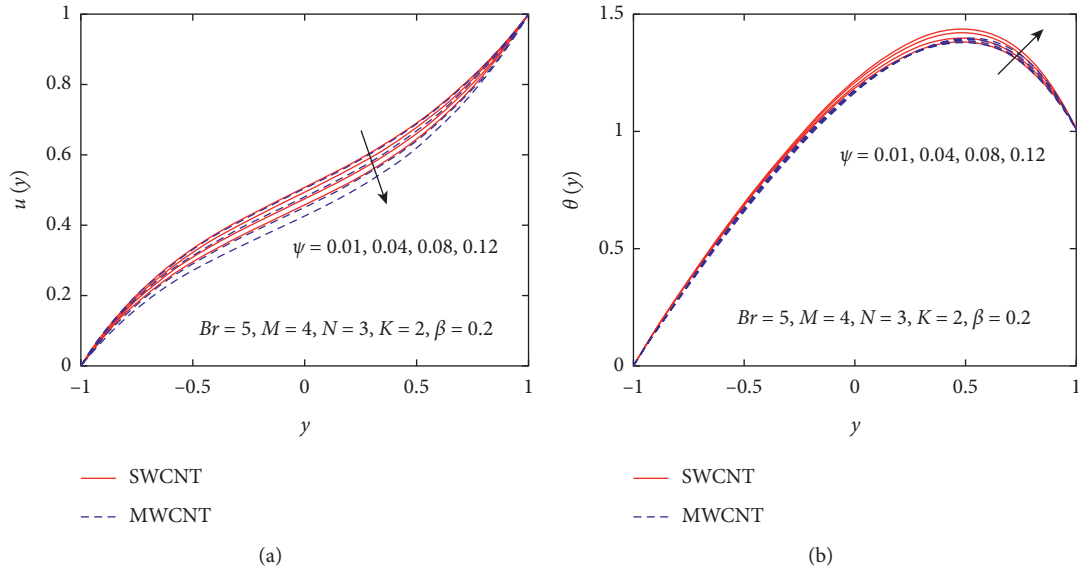 1
0.8
0.6
0.4
0.2
0
−1
−0.5
0
0.5
1
u (y)
y
ψ = 0.01, 0.04, 0.08, 0.12
Br = 5, M = 4, N = 3, K = 2, β = 0.2
SWCNT
MWCNT
(a)
1.5
1
0.5
0
−1
−0.5
0
0.5
1
θ (y)
y
ψ = 0.01, 0.04, 0.08, 0.12
Br = 5, M = 4, N = 3, K = 2, β = 0.2
SWCNT
MWCNT
(b)